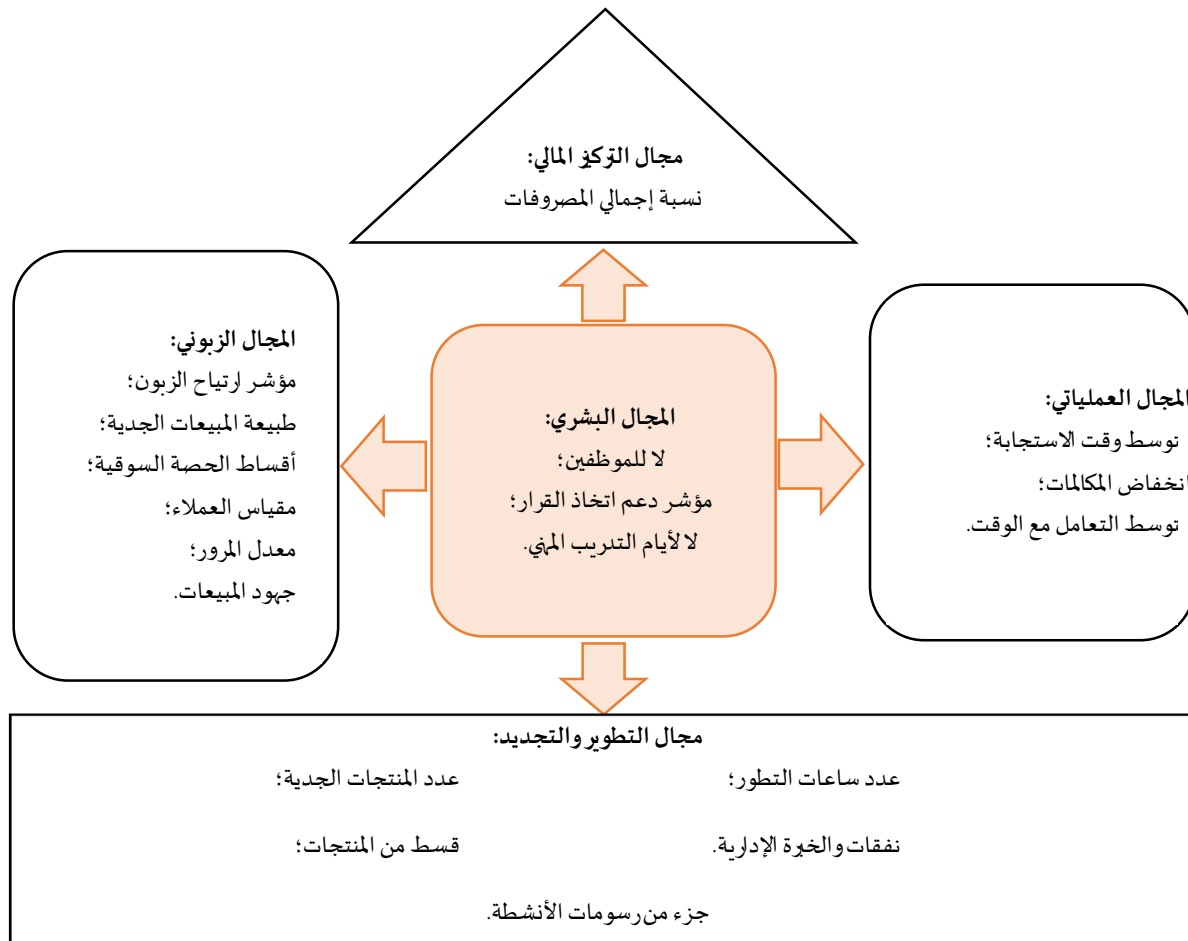 مجال التركيز المالي:
نسبة إجمالي المصروفات
المجال الزبوني:
مؤشر ارتياح الزبون؛
طبيعة المبيعات الجدية؛
أقساط الحصة السوقية؛
مقياس العملاء؛
معدل المرور؛
جهود المبيعات.
المجال البشري:
لا للموظفين؛
مؤشر دعم اتخاذ القرار؛
لا لأيام التدريب المهني.
المجال العملياتي:
توسط وقت الاستجابة؛
انخفاض المكالمات؛
توسط التعامل مع الوقت.
مجال التطوير والتجديد:
عدد ساعات التطور؛ عدد المنتجات الجدية؛
نفقات والخبرة الإدارية. قسط من المنتجات؛
جزء من رسومات الأنشطة.